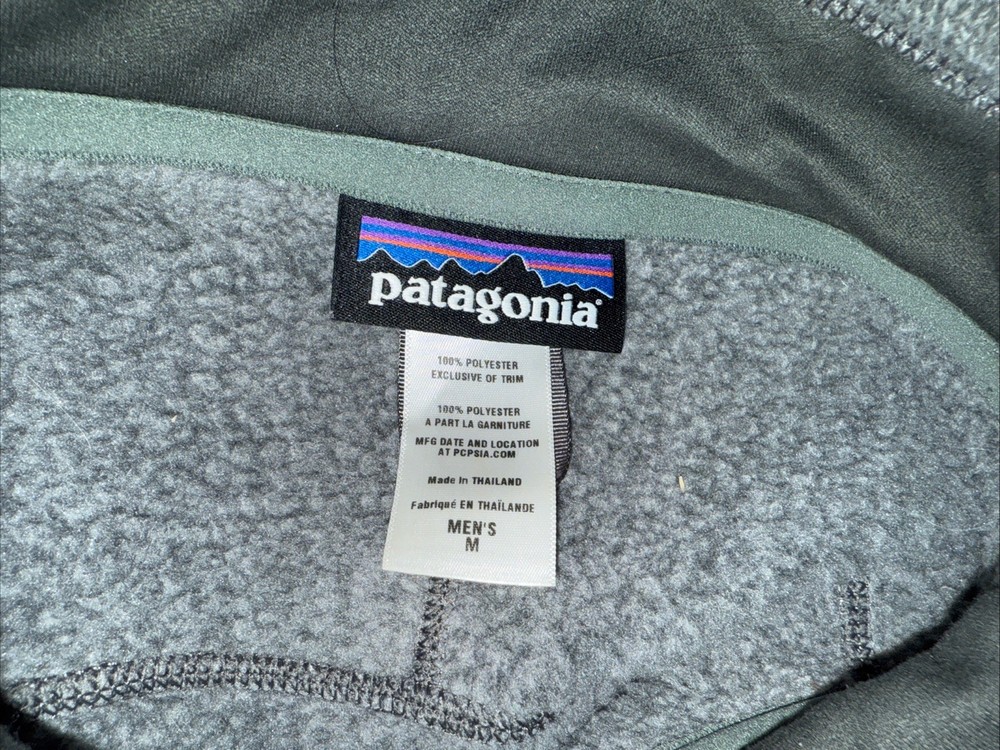 patagonia®
100% POLYESTER
EXCLUSIVE OF TRIM
100% POLYESTER
A PART LA GARNITURE
MFG DATE AND LOCATION
AT PCPSIA.COM
Made in THAILAND
Fabriqué EN THAÏLANDE
MEN'S
M